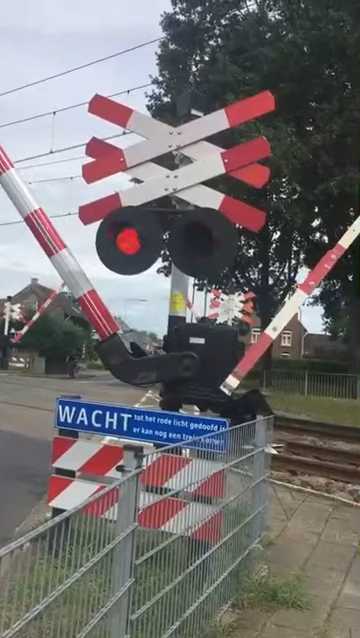 WACHT tot het rode licht gedoofd is
er kan nog een trein komen